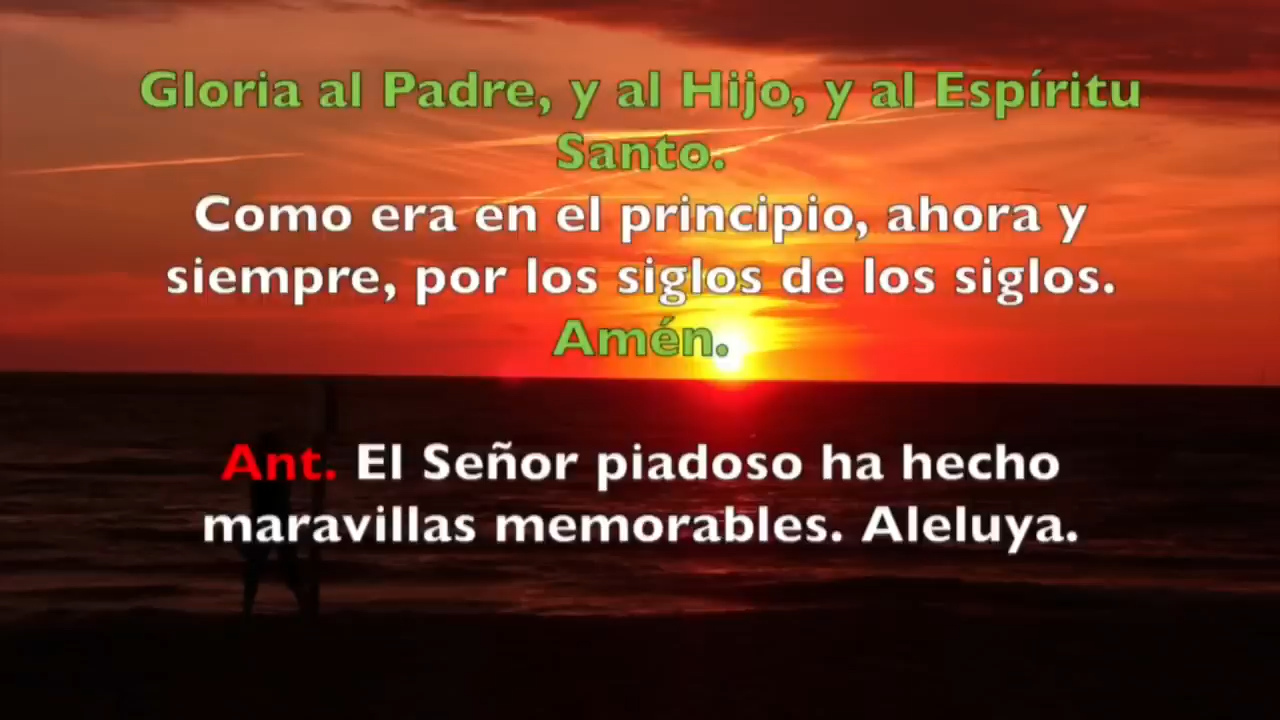 Gloria al Padre, y al Hijo, y al Espíritu
Santo.
Como era en el principio, ahora y
siempre, por los siglos de los siglos.
Amén.
Ant. El Señor piadoso ha hecho
maravillas memorables. Aleluya.